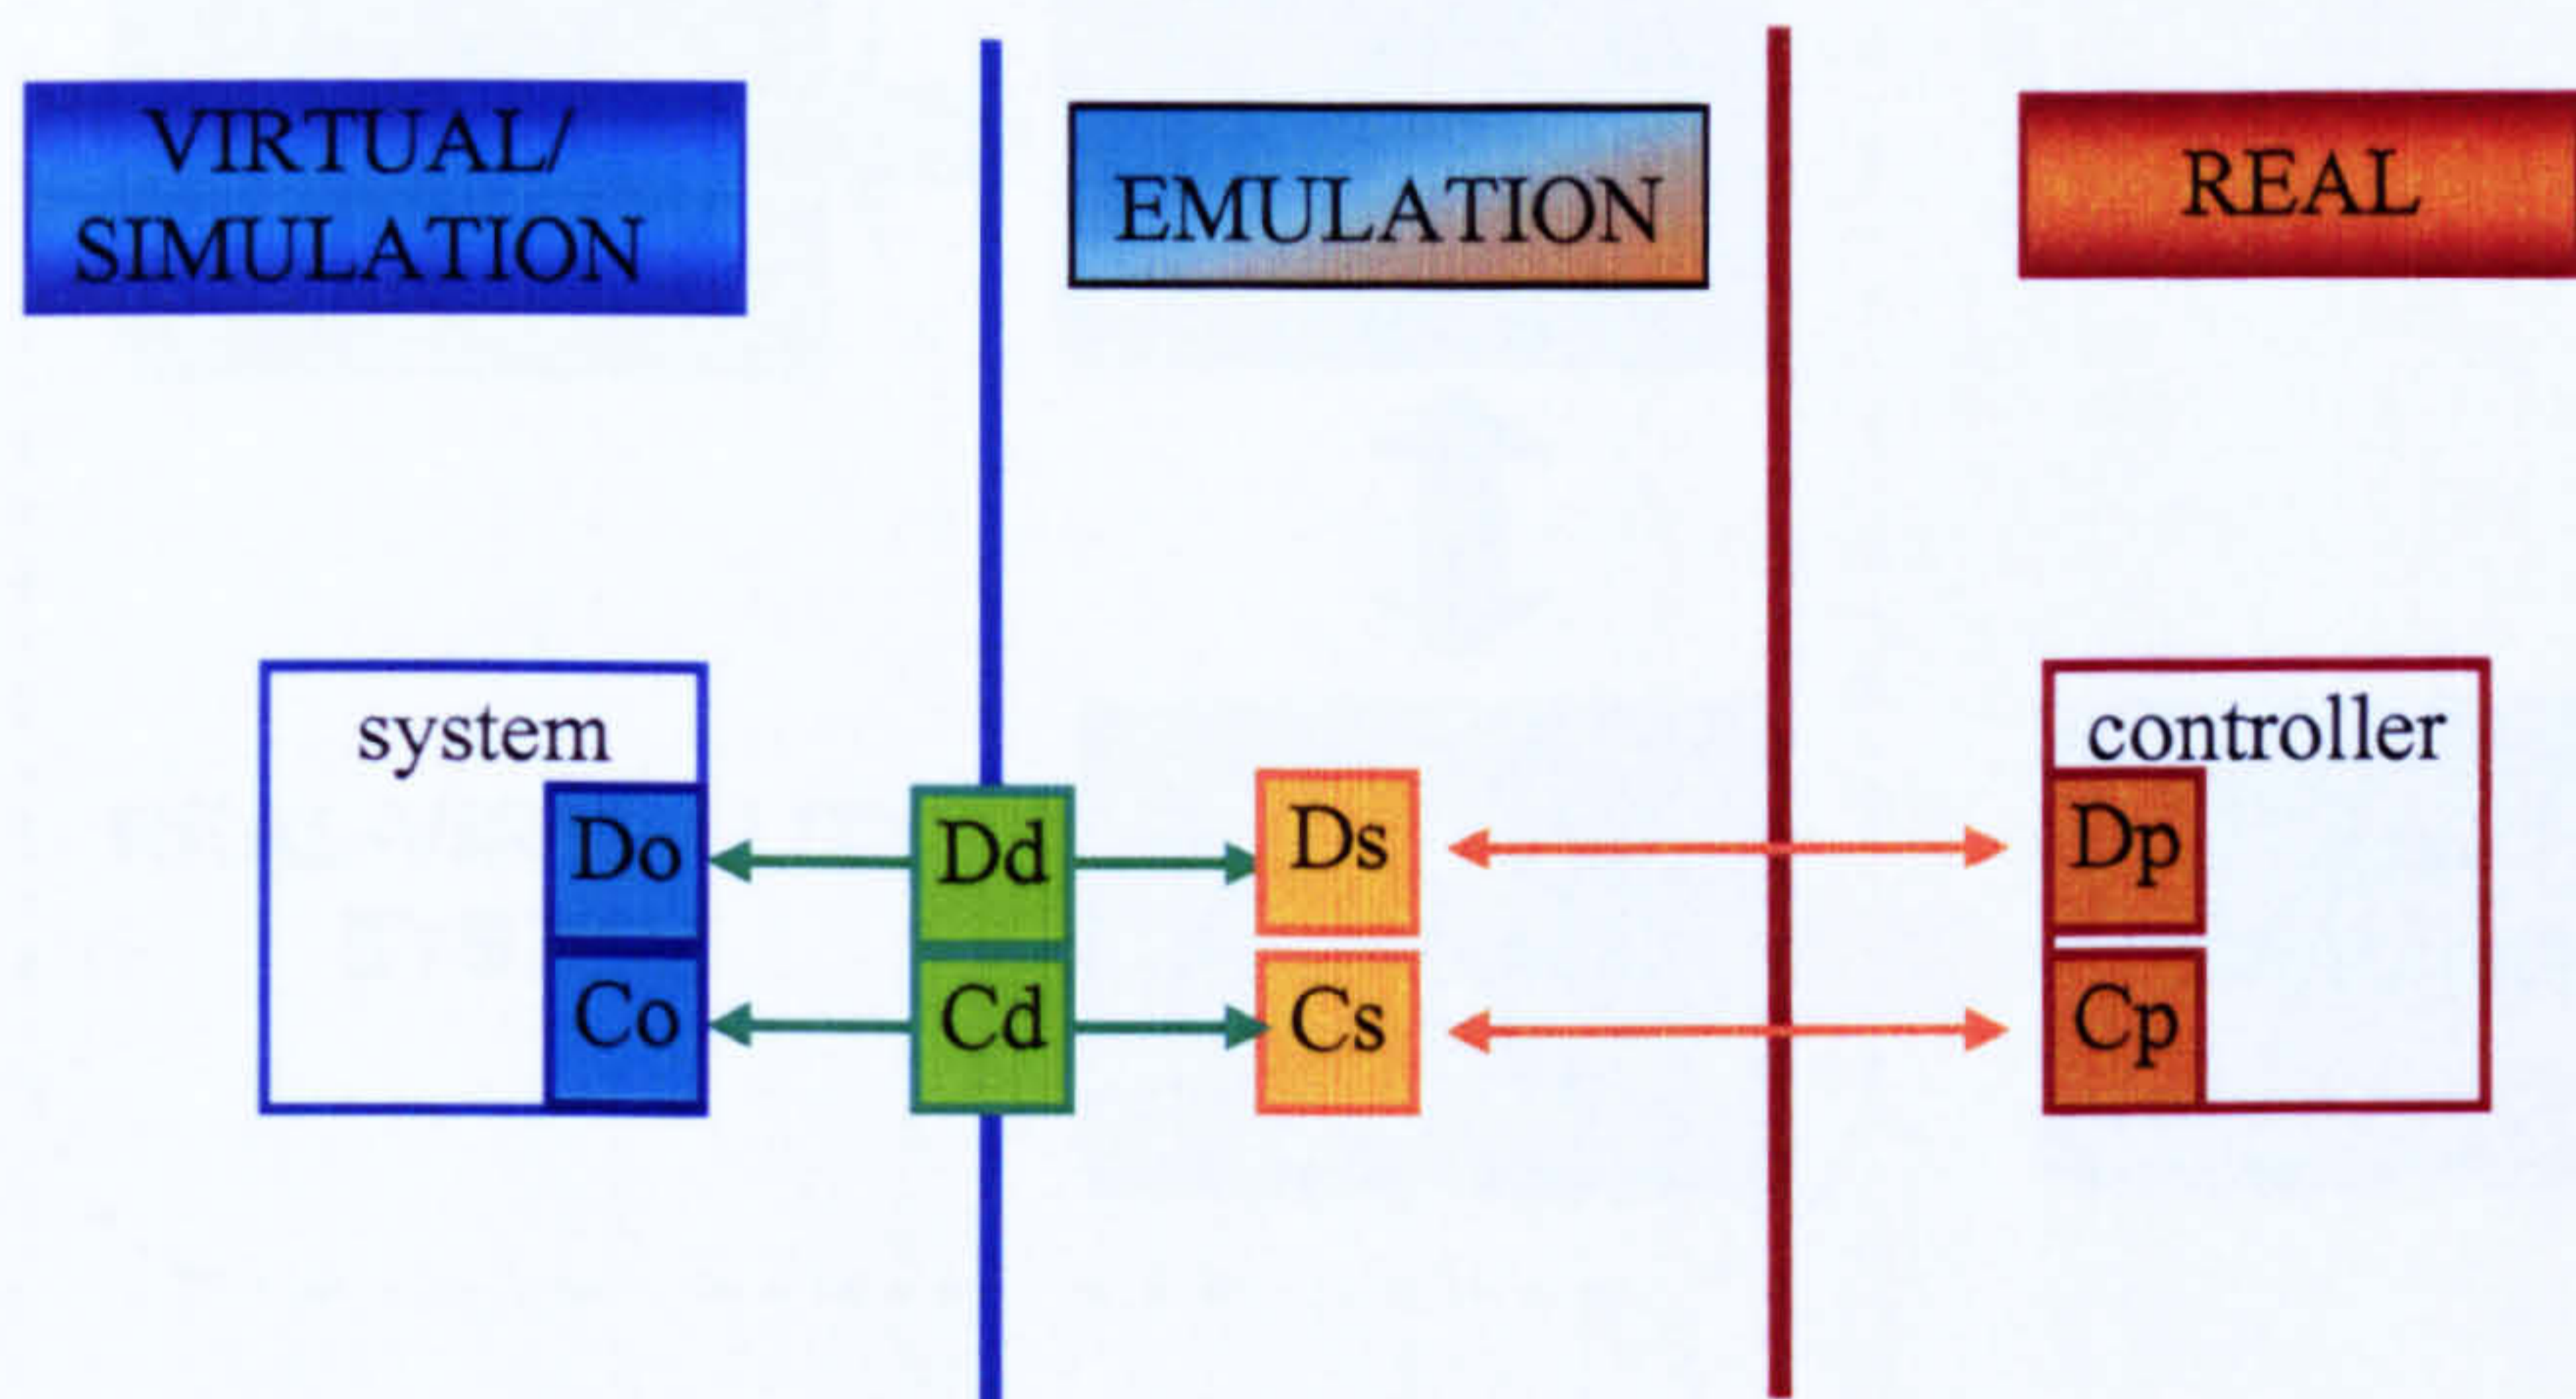 VIRTUAL/
SIMULATION
EMULATION
REAL
system
controller
Do
Dd
Ds
Dp
Co
Cd
Cs
Cp